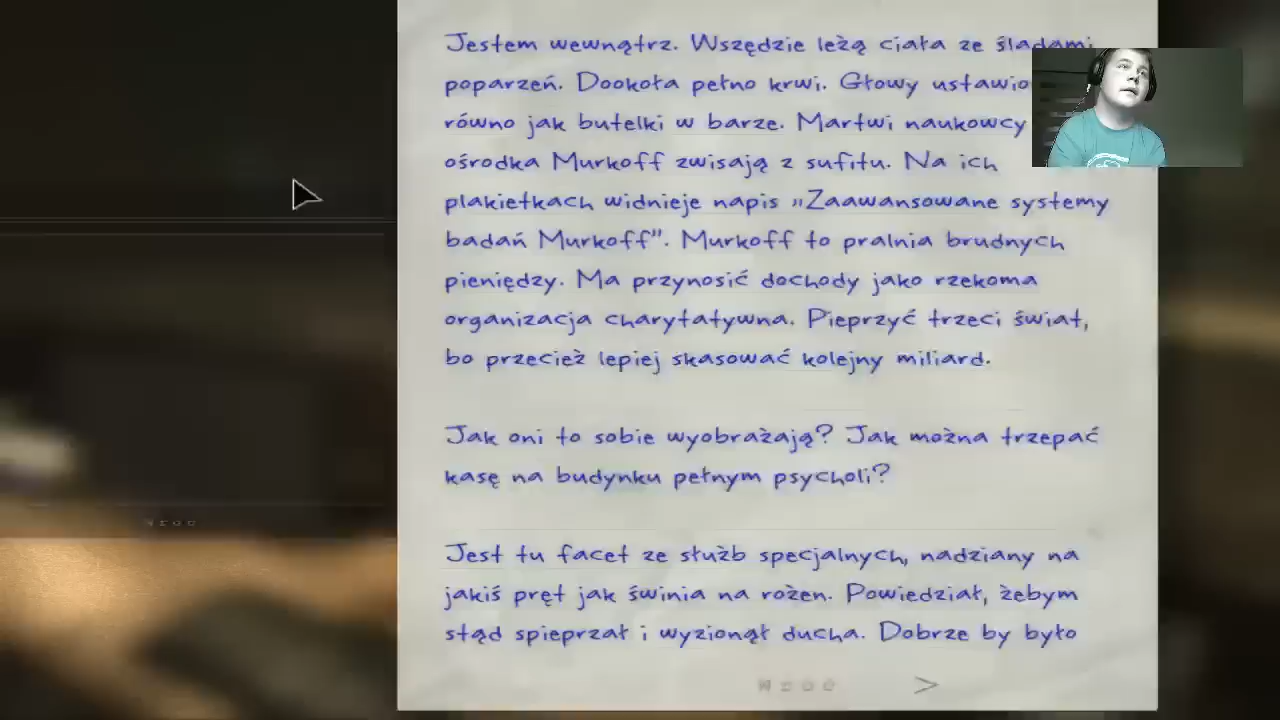 Jestem wewnątrz. Wszędzie leżą ciała ze śladami
poparzeń. Dookoła pełno krwi. Głowy
równo jak butelki w barze. Martwi naukowcy
ośrodka Murkoff zwisają z sufitu. Na ich
plakietkach widnieje napis „Zaawansowane systemy
badań Murkoff”. Murkoff to pralnia brudnych
pieniędzy. Ma przynosić dochody jako rzekoma
organizacja charytatywna. Pieprzyć trzeci świat,
bo przecież lepiej skasować kolejny miliard.
Jak oni to sobie wyobrażają? Jak można trzepać
kasę na budynku pełnym psycholi?
Jest tu facet ze służb specjalnych, nadziany na
jakiś pręt jak świnia na rożen. Powiedział, żebym
stąd spieprzał i wyzionął ducha. Dobrze by było
>